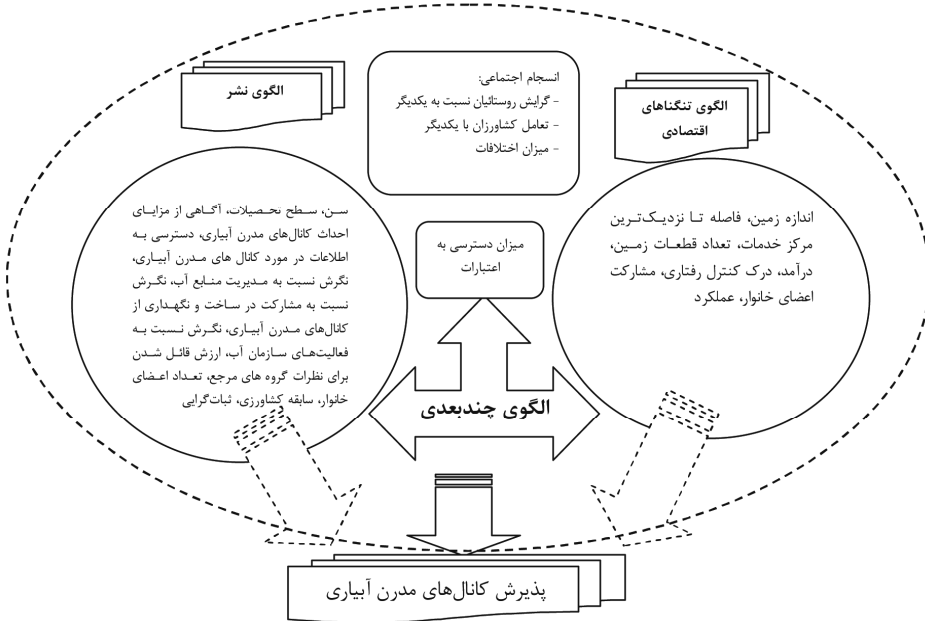 الگوی تنگناهای
اقتصادی
انسجام اجتماعی:
- گرایش روستائیان نسبت به یکدیگر
- تعامل کشاورزان با یکدیگر
- میزان اختلافات
الگوی نشر
اندازه زمین، فاصله تا نزدیک‌ترین
مرکز خدمات، تعداد قطعات زمین،
درآمد، درک کنترل رفتاری، مشارکت
اعضای خانوار، عملکرد
میزان دسترسی به
اعتبارات
سن، سطح تحصیلات، آگاهی از مزایای
احداث کانال‌های مدرن آبیاری، دسترسی به
اطلاعات در مورد کانال های مدرن آبیاری،
نگرش نسبت به مدیریت منابع آب، نگرش
نسبت به مشارکت در ساخت و نگهداری از
کانال‌های مدرن آبیاری، نگرش نسبت به
فعالیت‌های سازمان آب، ارزش قائل شدن
برای نظرات گروه های مرجع، تعداد اعضای
خانوار، سابقه کشاورزی، ثبات‌گرایی
الگوی چندبعدی
پذیرش کانال‌های مدرن آبیاری